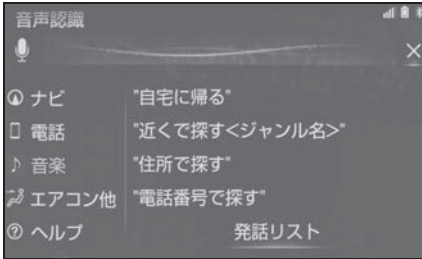 音声認識
ナビ
"自宅に帰る"
電話
"近くで探す<ジャンル名>"
音楽
"住所で探す"
エアコン他
"電話番号で探す"
ヘルプ
発話リスト